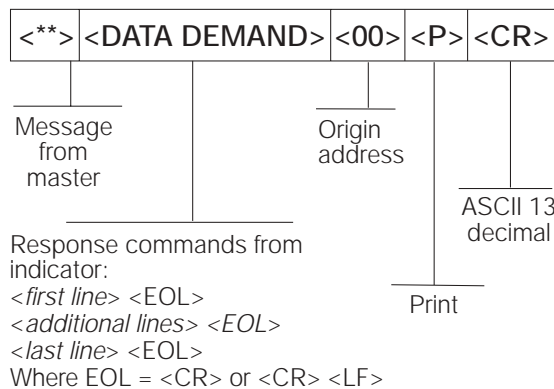 <**> <DATA DEMAND> <00> <P> <CR>
Message
from
master
Origin
address
ASCII 13
decimal
Print
Response commands from
indicator:
<first line> <EOL>
<additional lines> <EOL>
<last line> <EOL>
Where EOL = <CR> or <CR> <LF>